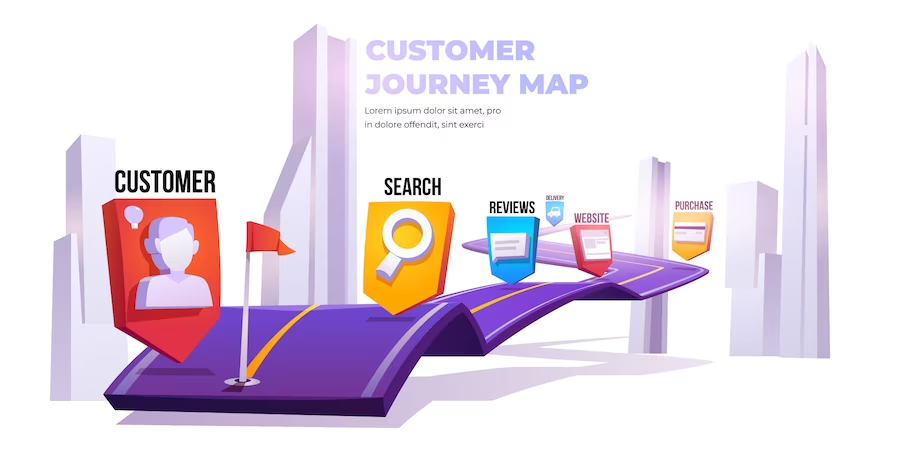 CUSTOMER
JOURNEY MAP
Lorem ipsum dolor sit amet, pro
in dolore offendit, sint exerci
CUSTOMER
SEARCH
REVIEWS
DELIVERY
WEBSITE
PURCHASE